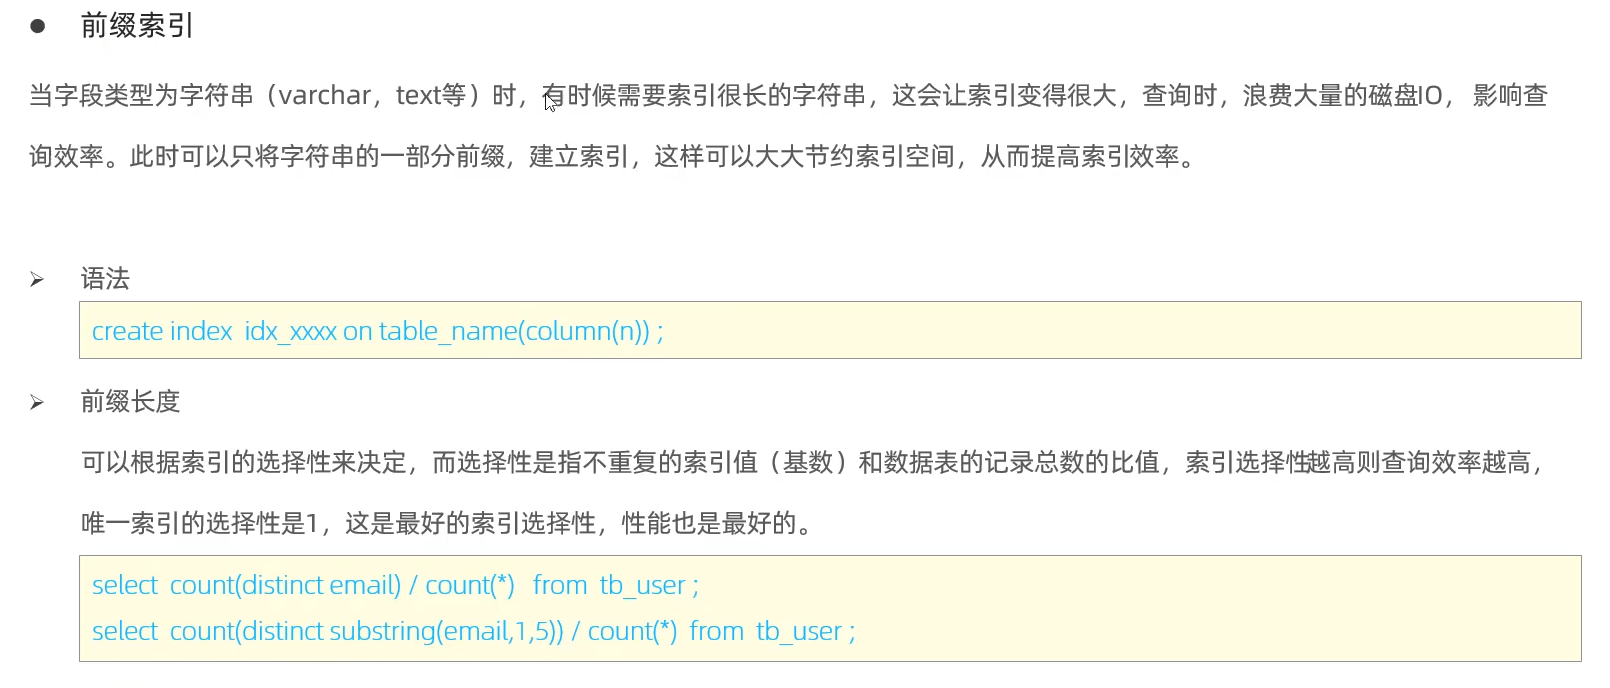 ● 前缀索引
当字段类型为字符串（varchar，text等）时，有时候需要索引很长的字符串，这会让索引变得很大，查询时，浪费大量的磁盘IO， 影响查
询效率。此时可以只将字符串的一部分前缀，建立索引，这样可以大大节约索引空间，从而提高索引效率。
➢ 语法
create index  idx_xxxx on table_name(column(n)) ;
➢ 前缀长度
可以根据索引的选择性来决定，而选择性是指不重复的索引值（基数）和数据表的记录总数的比值，索引选择性越高则查询效率越高，
唯一索引的选择性是1，这是最好的索引选择性，性能也是最好的。
select  count(distinct email) / count(*)   from  tb_user ;
select  count(distinct substring(email,1,5)) / count(*)  from  tb_user ;